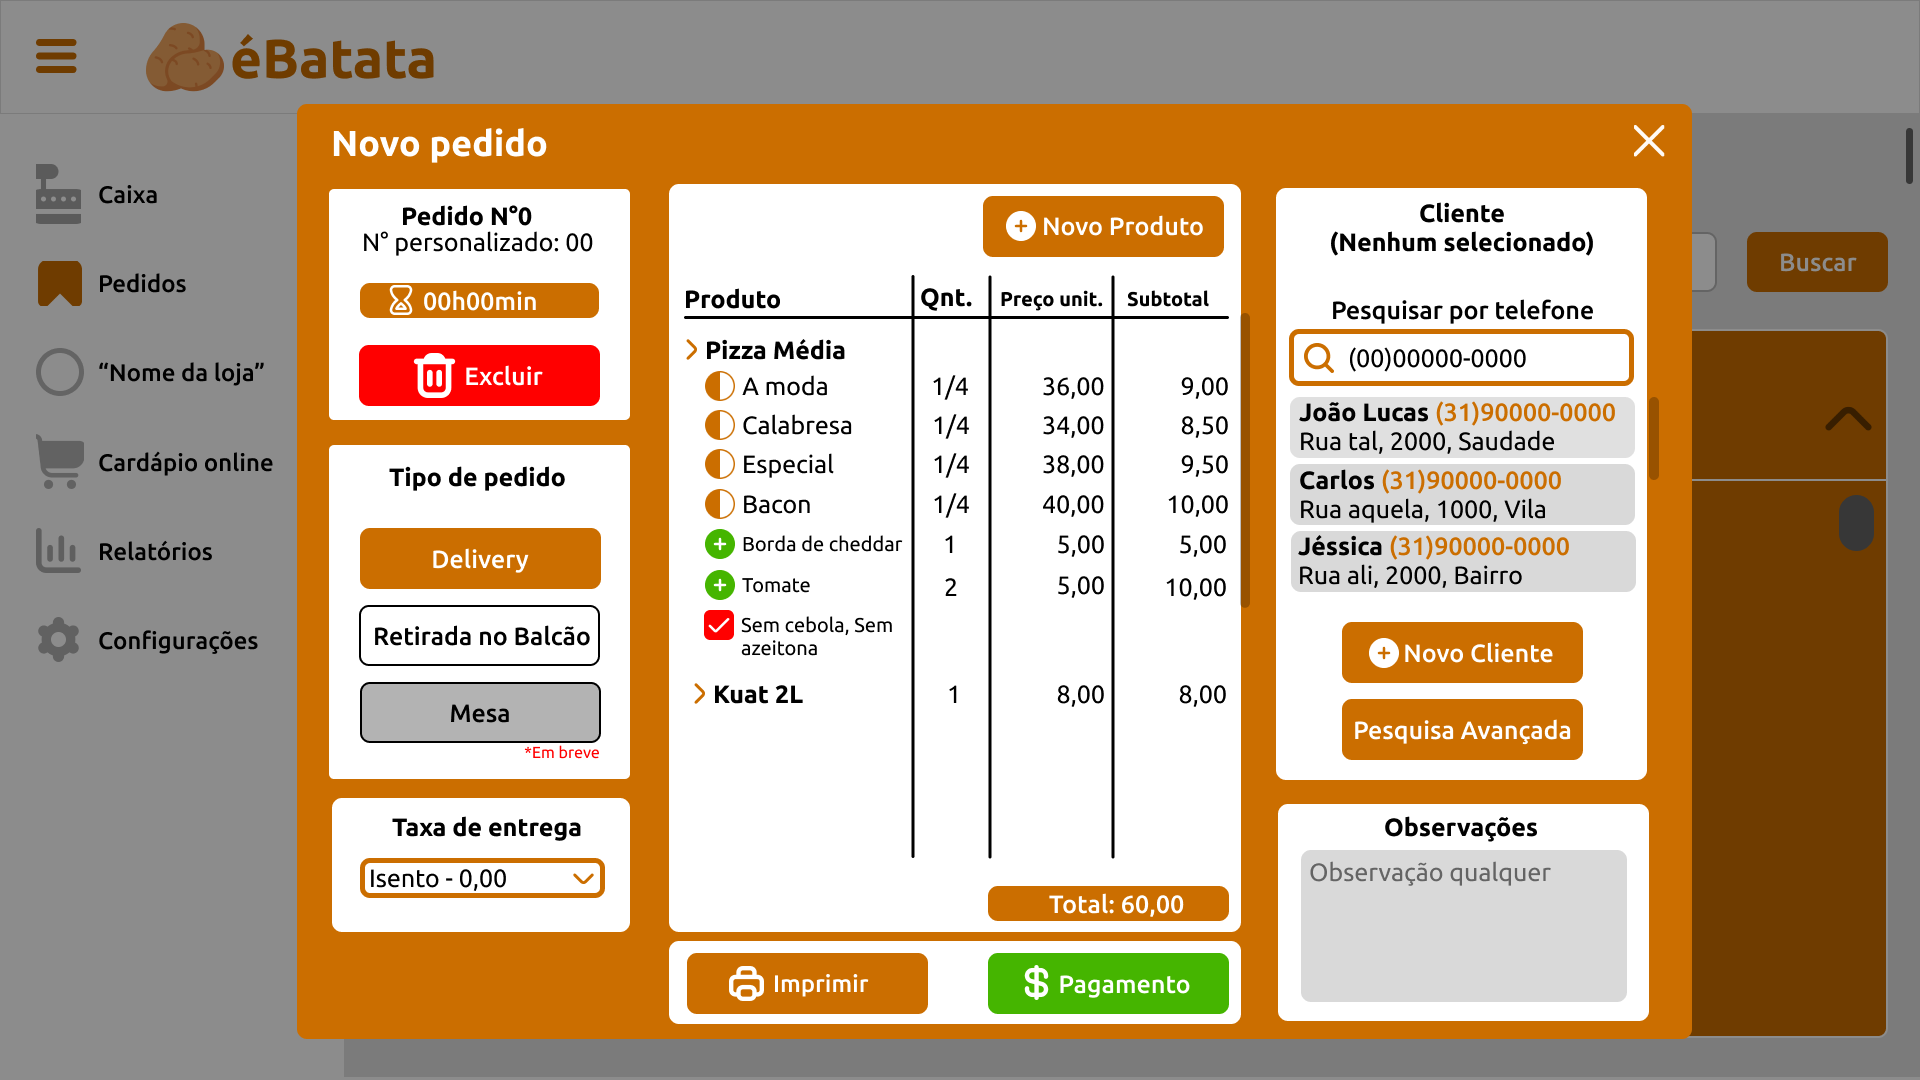 éBatata
Caixa
Pedidos
“Nome da loja”
Cardápio online
Relatórios
Configurações
Buscar
Novo pedido
Pedido N°0
N° personalizado: 00
00h00min
Excluir
Tipo de pedido
Delivery
Retirada no Balcão
Mesa
*Em breve
Taxa de entrega
Isento - 0,00
Novo Produto
Produto Qnt. Preço unit. Subtotal
Pizza Média
A moda 1/4 36,00 9,00
Calabresa 1/4 34,00 8,50
Especial 1/4 38,00 9,50
Bacon 1/4 40,00 10,00
Borda de cheddar 1 5,00 5,00
Tomate 2 5,00 10,00
Sem cebola, Sem
azeitona
Kuat 2L 1 8,00 8,00
Total: 60,00
Imprimir
$ Pagamento
Cliente
(Nenhum selecionado)
Pesquisar por telefone
(00)00000-0000
João Lucas (31)90000-0000
Rua tal, 2000, Saudade
Carlos (31)90000-0000
Rua aquela, 1000, Vila
Jéssica (31)90000-0000
Rua ali, 2000, Bairro
Novo Cliente
Pesquisa Avançada
Observações
Observação qualquer